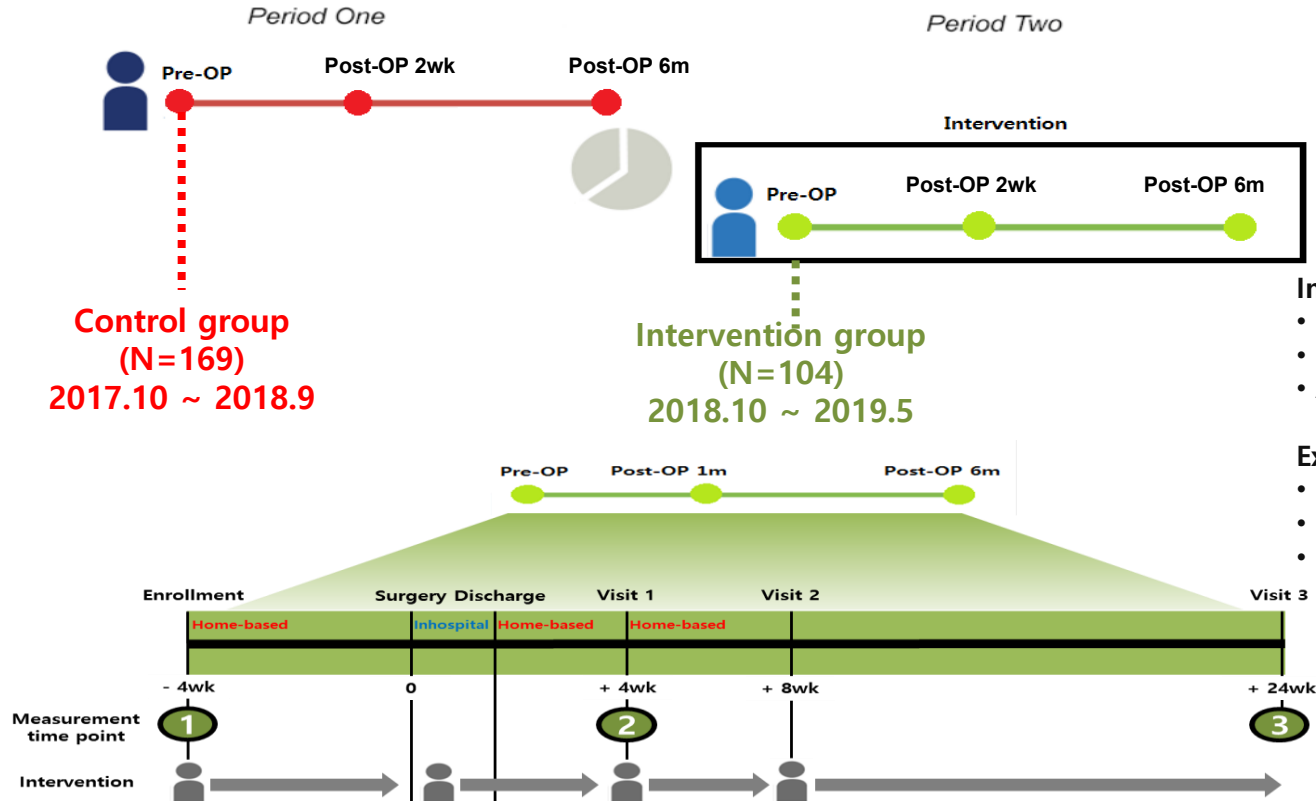 Period One
Period Two
Pre-OP
Post-OP 2wk
Post-OP 6m
Intervention
Pre-OP
Post-OP 2wk
Post-OP 6m
Control group
(N=169)
2017.10 ~ 2018.9
Intervention group
(N=104)
2018.10 ~ 2019.5
Pre-OP
Post-OP 1m
Post-OP 6m
Enrollment
Surgery Discharge
Visit 1
Visit 2
Visit 3
Home-based
Inhospital
Home-based
Home-based
- 4wk
0
+ 4wk
+ 8wk
+ 24wk
Measurement
time point
1
2
3
Intervention